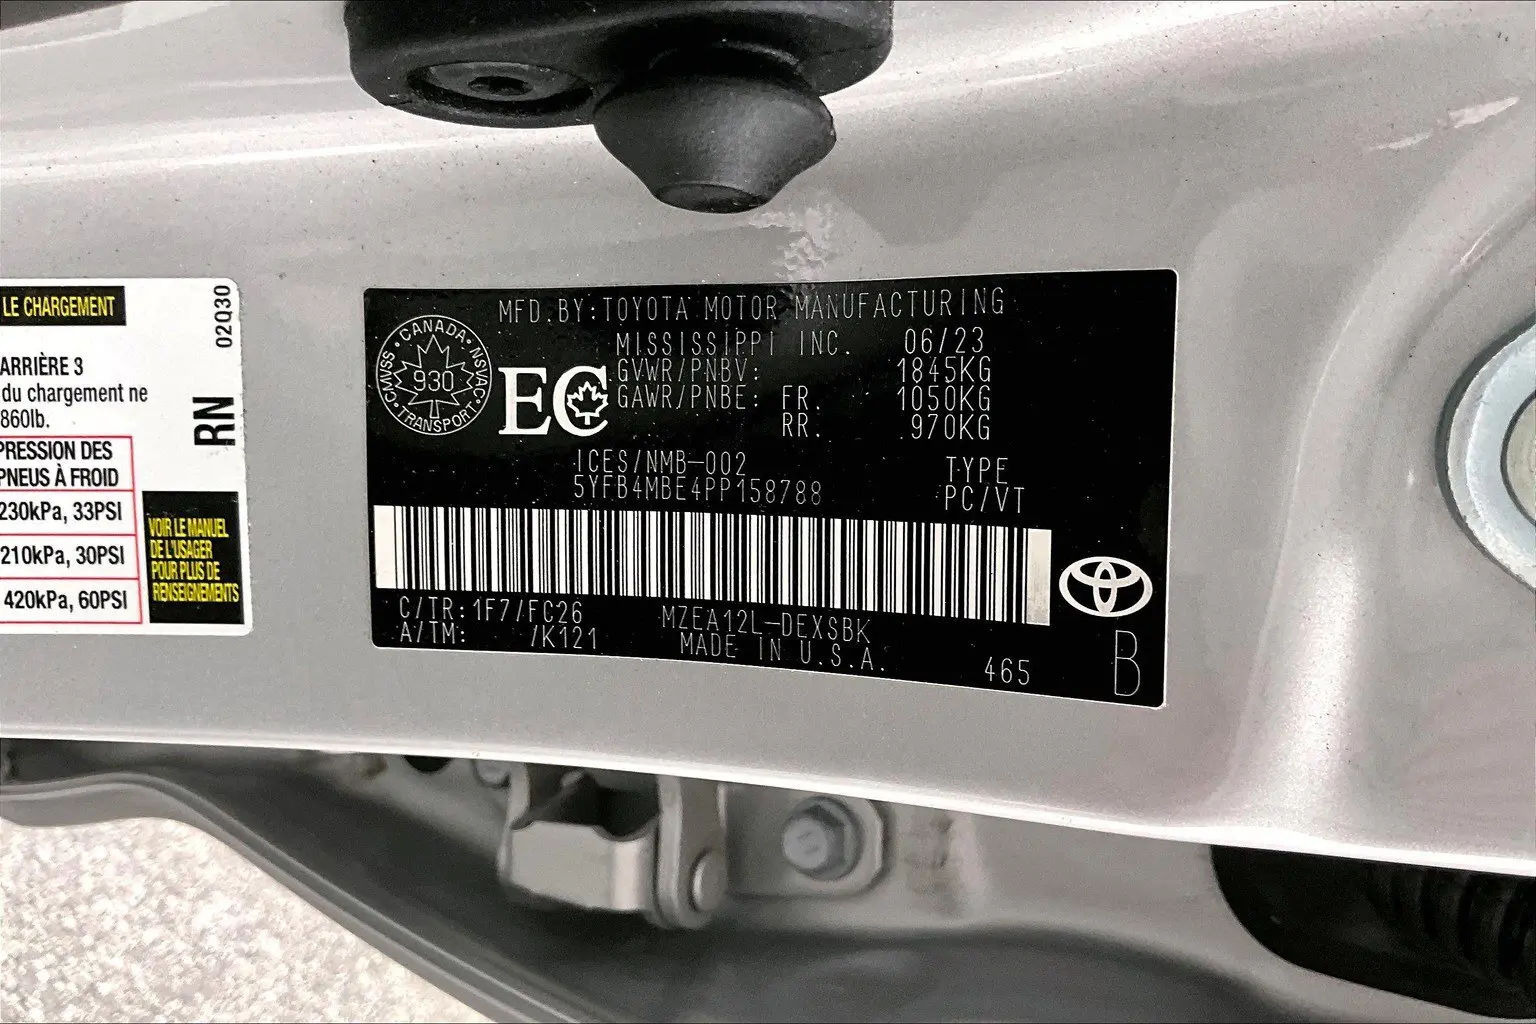 LE CHARGEMENT
02Q30
ARRIÈRE 3
du chargement ne
860lb.
RN
PRESSION DES
PNEUS À FROID
230kPa, 33PSI
210kPa, 30PSI
420kPa, 60PSI
VOIR LE MANUEL
DE L'USAGER
POUR PLUS DE
RENSEIGNEMENTS
MFD.BY:TOYOTA MOTOR MANUFACTURING
MISSISSIPPI INC. 06/23
GVWR/PNBV: 1845KG
GAWR/PNBE: FR. 1050KG
RR. 970KG
CANADA · NSVAC · TRANSPORT · CMVSS ·
930
EC
ICES/NMB-002
5YFB4MBE4PP158788
TYPE
PC/VT
C/TR:1F7/FC26 MZEA12L-DEXSBK
A/TM: /K121 MADE IN U.S.A.
465
B